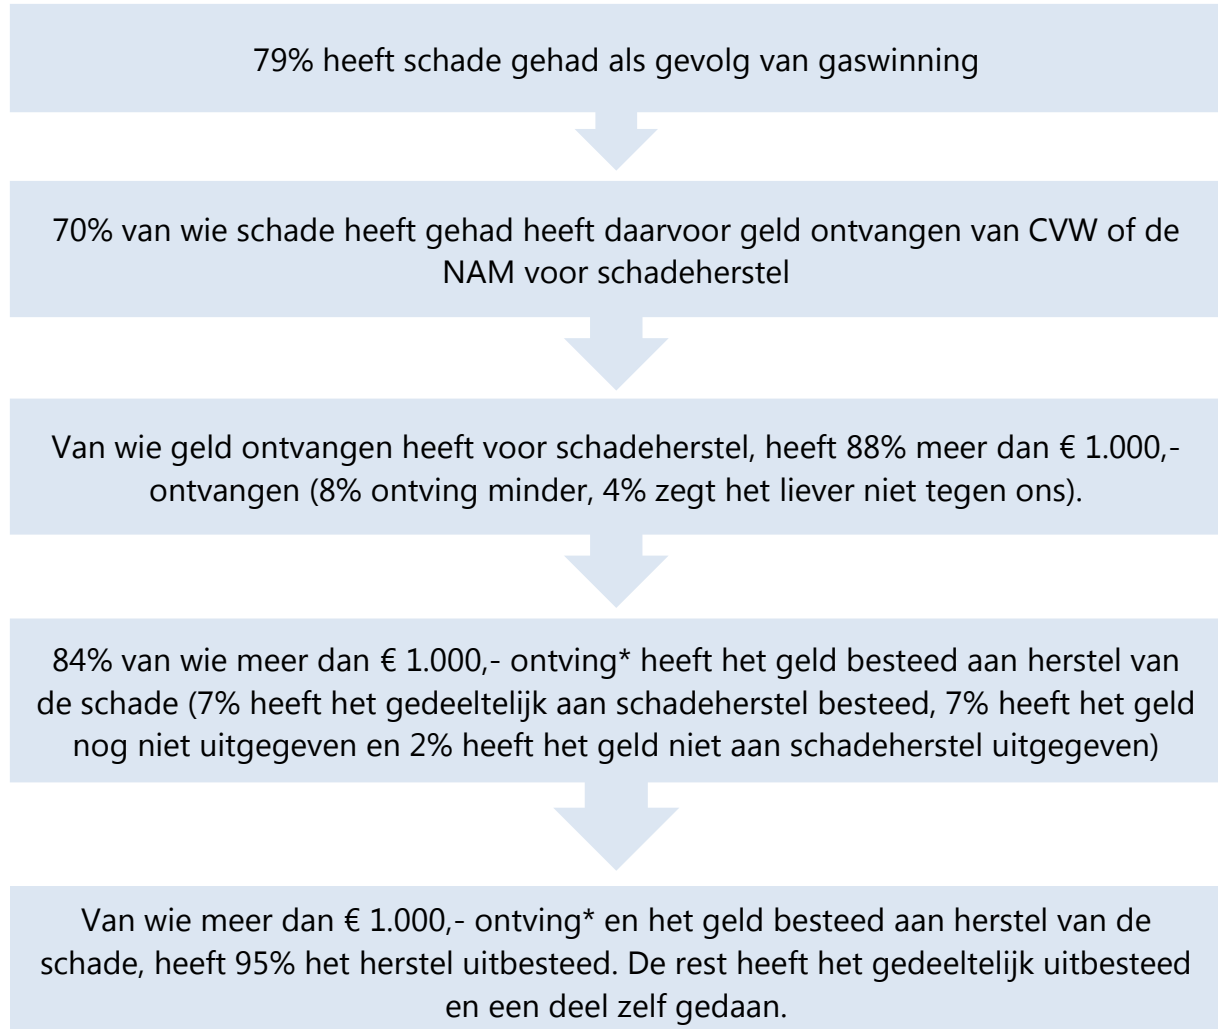 79% heeft schade gehad als gevolg van gaswinning
70% van wie schade heeft gehad heeft daarvoor geld ontvangen van CVW of de
NAM voor schadeherstel
Van wie geld ontvangen heeft voor schadeherstel, heeft 88% meer dan € 1.000,-
ontvangen (8% ontving minder, 4% zegt het liever niet tegen ons).
84% van wie meer dan € 1.000,- ontving* heeft het geld besteed aan herstel van
de schade (7% heeft het gedeeltelijk aan schadeherstel besteed, 7% heeft het geld
nog niet uitgegeven en 2% heeft het geld niet aan schadeherstel uitgegeven)
Van wie meer dan € 1.000,- ontving* en het geld besteed aan herstel van de
schade, heeft 95% het herstel uitbesteed. De rest heeft het gedeeltelijk uitbesteed
en een deel zelf gedaan.